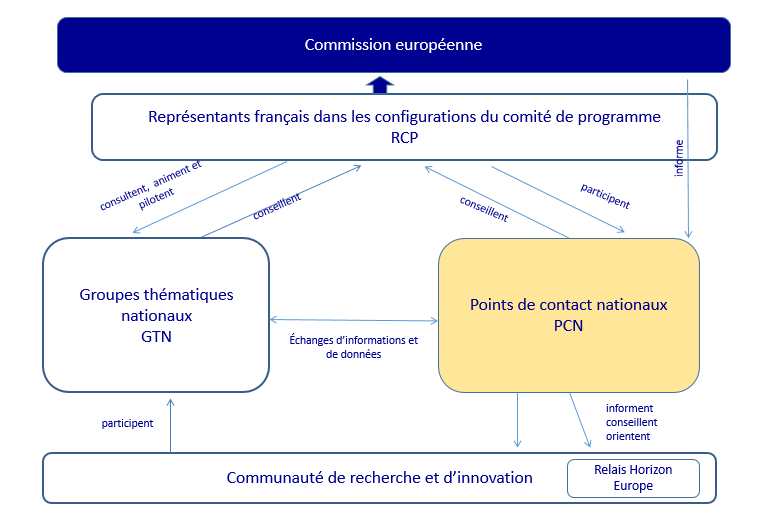 Commission européenne
Représentants français dans les configurations du comité de programme
RCP
informe
consultent, animent et
pilotent
conseillent
conseillent
participent
Groupes thématiques
nationaux
GTN
Points de contact nationaux
PCN
Échanges d’informations et
de données
participent
informent
conseillent
orientent
Communauté de recherche et d’innovation
Relais Horizon
Europe